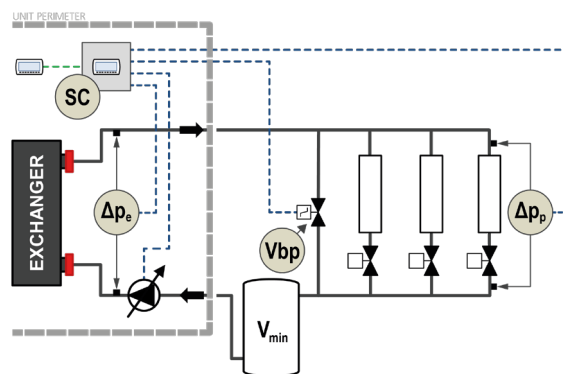 UNIT PERIMETER
SC
EXCHANGER
Δpe
Δpp
Vbp
Vmin